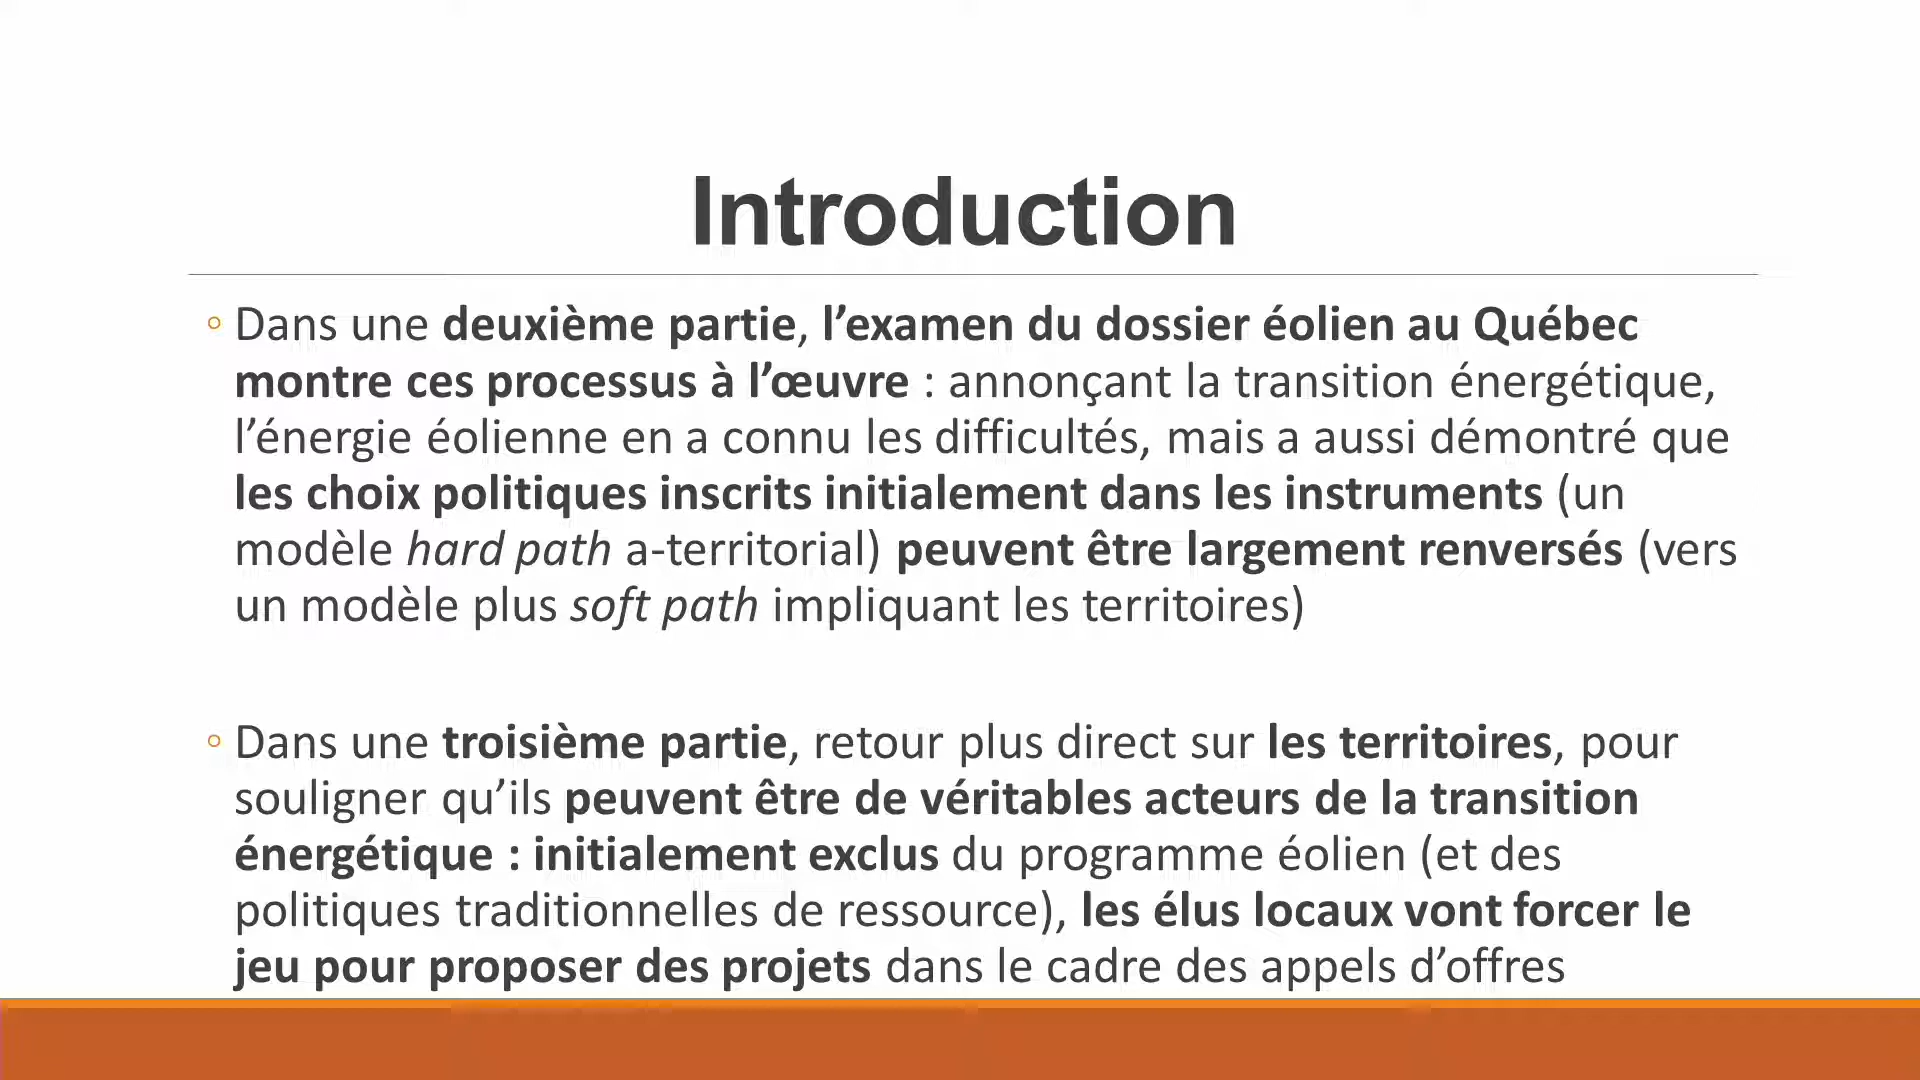 Introduction
◦ Dans une deuxième partie, l’examen du dossier éolien au Québec
montre ces processus à l’œuvre : annonçant la transition énergétique,
l’énergie éolienne en a connu les difficultés, mais a aussi démontré que
les choix politiques inscrits initialement dans les instruments (un
modèle hard path a-territorial) peuvent être largement renversés (vers
un modèle plus soft path impliquant les territoires)
◦ Dans une troisième partie, retour plus direct sur les territoires, pour
souligner qu’ils peuvent être de véritables acteurs de la transition
énergétique : initialement exclus du programme éolien (et des
politiques traditionnelles de ressource), les élus locaux vont forcer le
jeu pour proposer des projets dans le cadre des appels d’offres